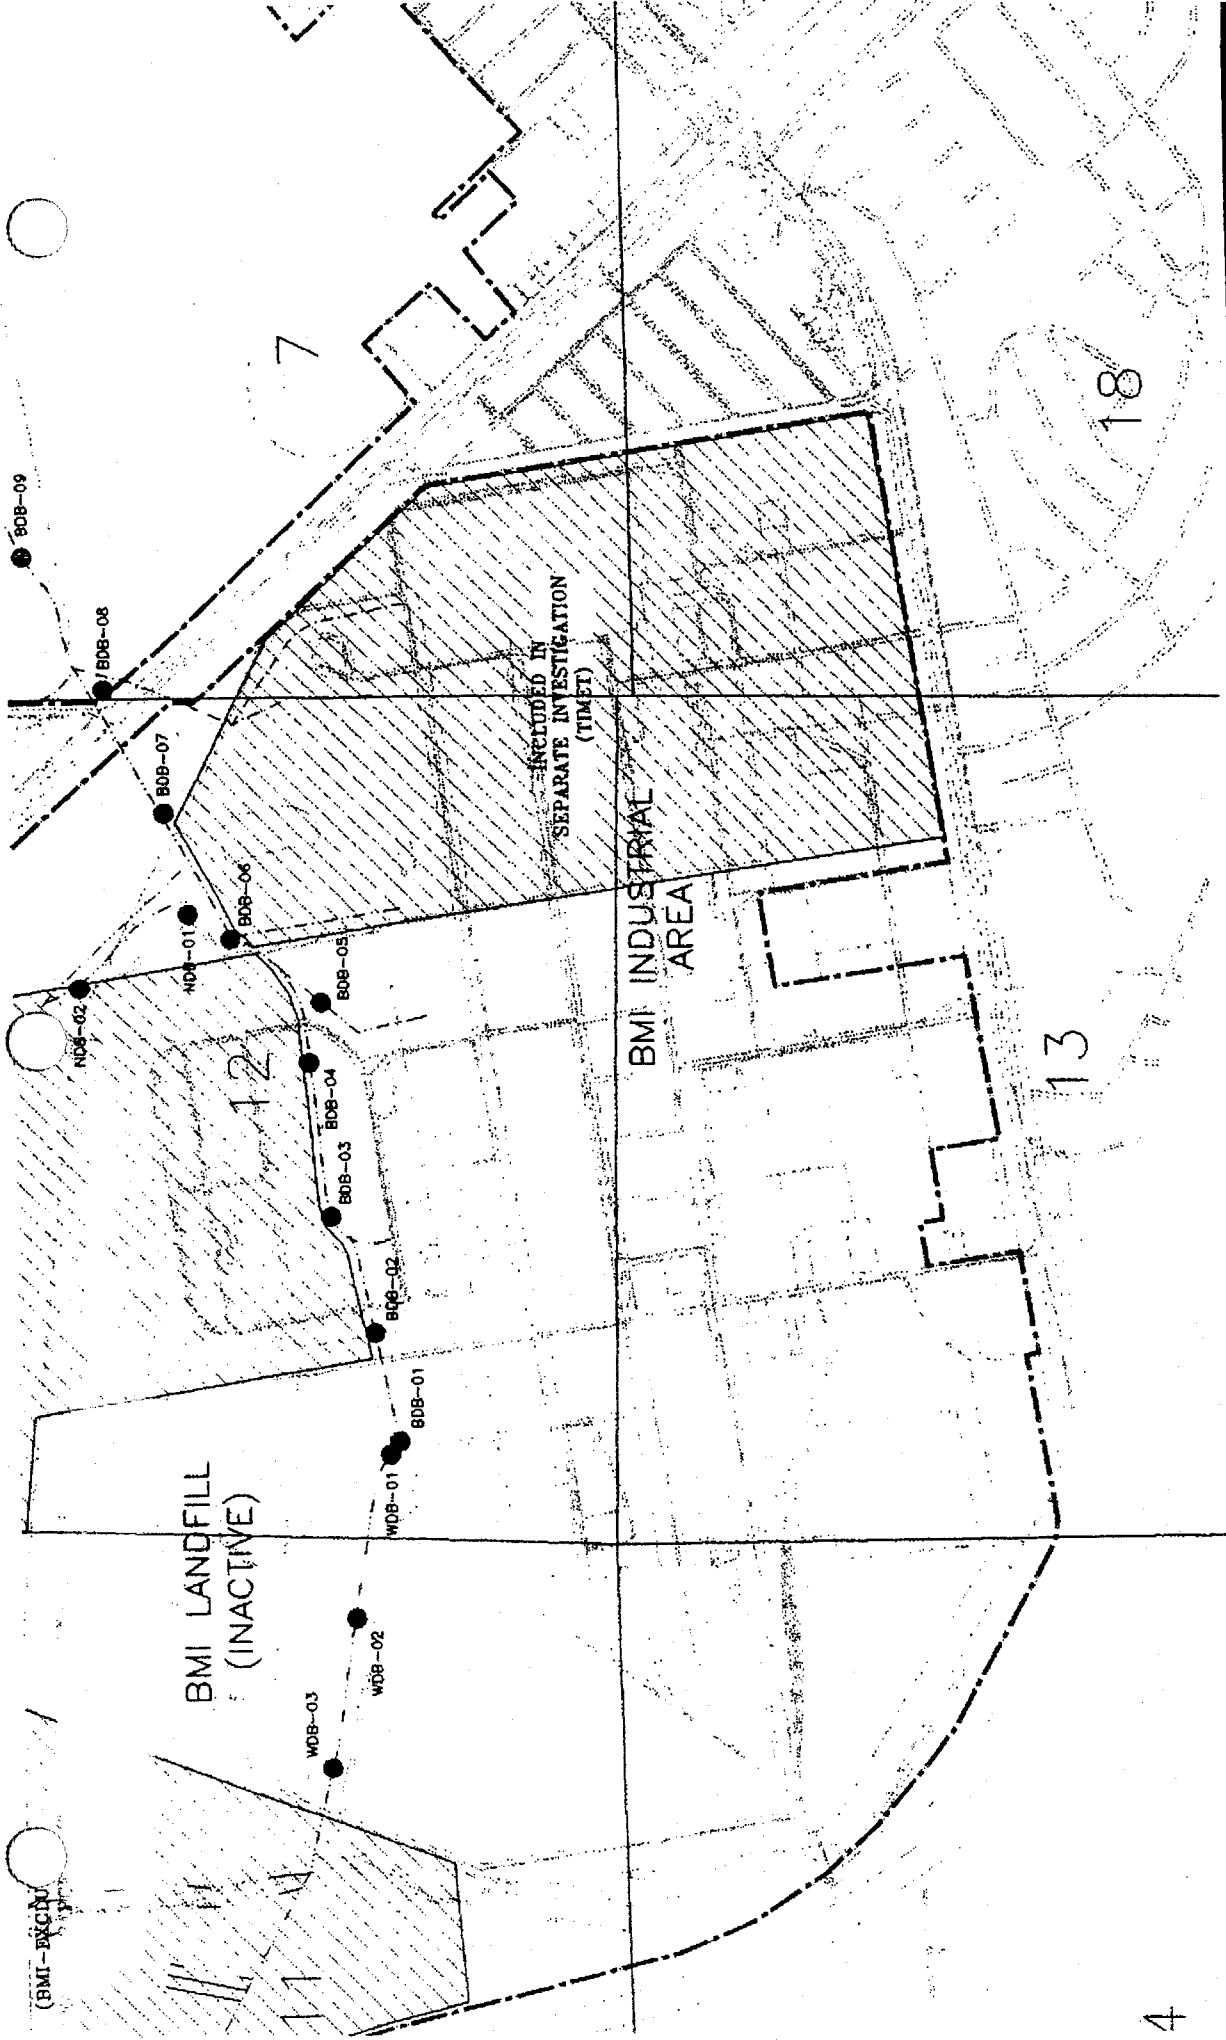 (BMI-EXCLU
11
WDB-03
BMI LANDFILL
(INACTIVE)
WDB-02
WDB-01
BDB-01
BDB-02
BDB-03
BDB-04
BDB-05
BDB-06
BDB-07
BDB-08
BDB-09
NDB-01
NDB-02
12
7
INCLUDED IN
SEPARATE INVESTIGATION
(TIMET)
BMI INDUSTRIAL
AREA
13
18
4